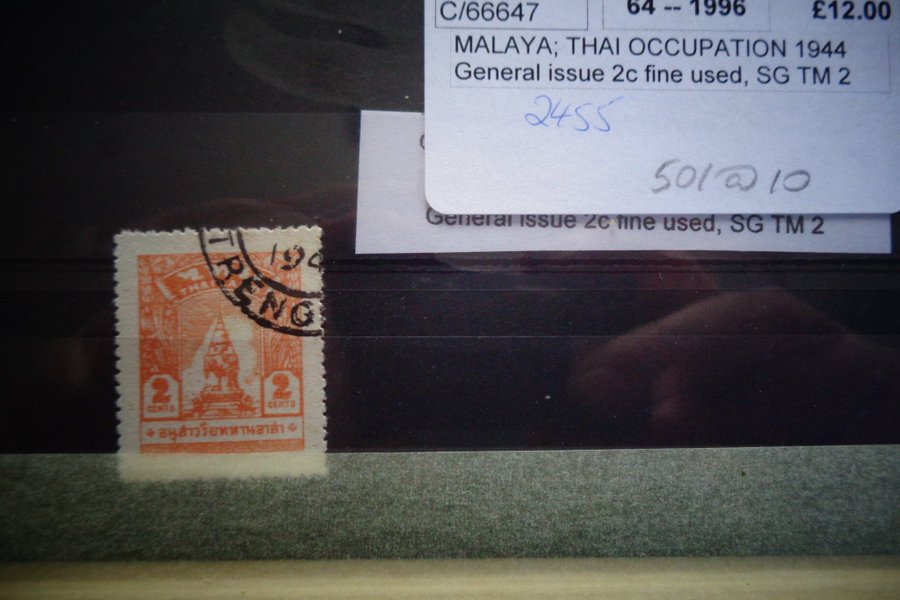 C/66647
64 -- 1996
£12.00
MALAYA; THAI OCCUPATION 1944
General issue 2c fine used, SG TM 2
2455
501@10
General issue 2c fine used, SG TM 2
194
TRENG
THA
2
CENTS
2
CENTS
อนุสาวรียทหานอาสา